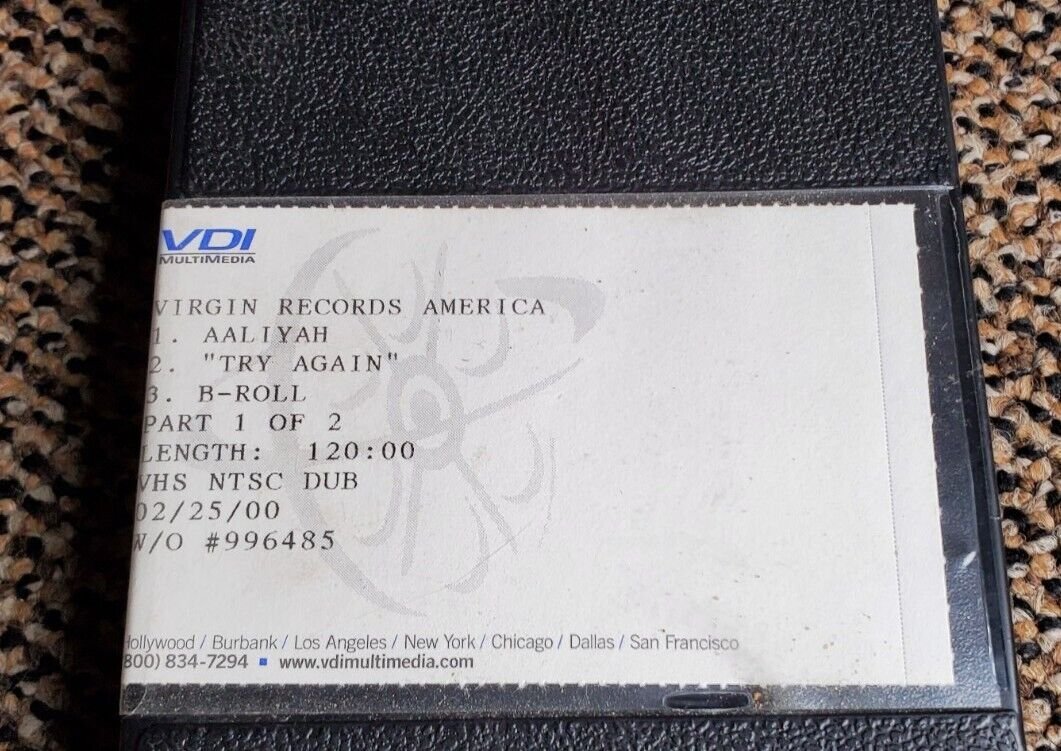 VDI
MULTIMEDIA
VIRGIN RECORDS AMERICA
1. AALIYAH
2. "TRY AGAIN"
3. B-ROLL
PART 1 OF 2
LENGTH: 120:00
VHS NTSC DUB
02/25/00
W/O #996485
Hollywood / Burbank / Los Angeles / New York / Chicago / Dallas / San Francisco
800) 834-7294 ▪ www.vdimultimedia.com